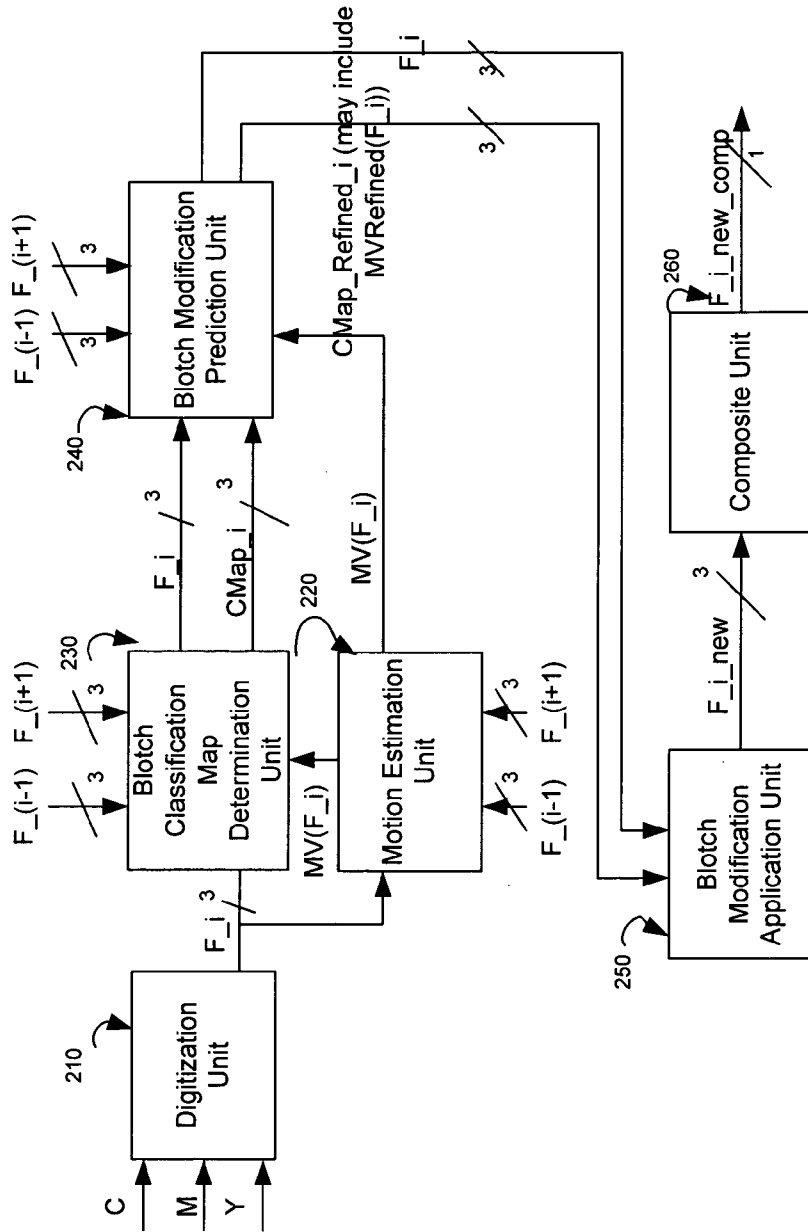 C
M
Y
210
Digitization
Unit
F_i
3
F_(i-1)
3
F_(i+1)
3
230
Blotch
Classification
Map
Determination
Unit
MV(F_i)
220
Motion Estimation
Unit
3
F_(i-1)
3
F_(i+1)
F_i
3
CMap_i
3
MV(F_i)
F_(i-1)
3
F_(i+1)
3
240
Blotch Modification
Prediction Unit
CMap_Refined_i (may include
MVRefined(F_i))
3
F_i
3
250
Blotch
Modification
Application Unit
F_i_new
3
260
Composite Unit
F_i_new_comp
1